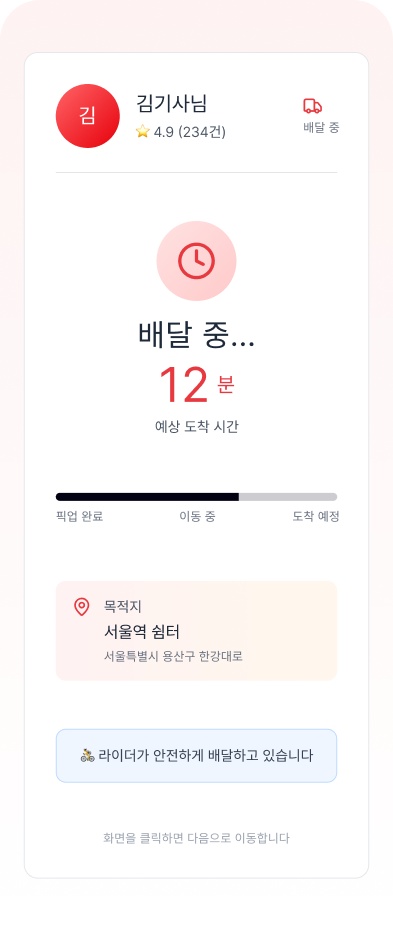 김
김기사님
⭐ 4.9 (234건)
배달 중
배달 중...
12 분
예상 도착 시간
픽업 완료 이동 중 도착 예정
목적지
서울역 쉼터
서울특별시 용산구 한강대로
🚴 라이더가 안전하게 배달하고 있습니다
화면을 클릭하면 다음으로 이동합니다